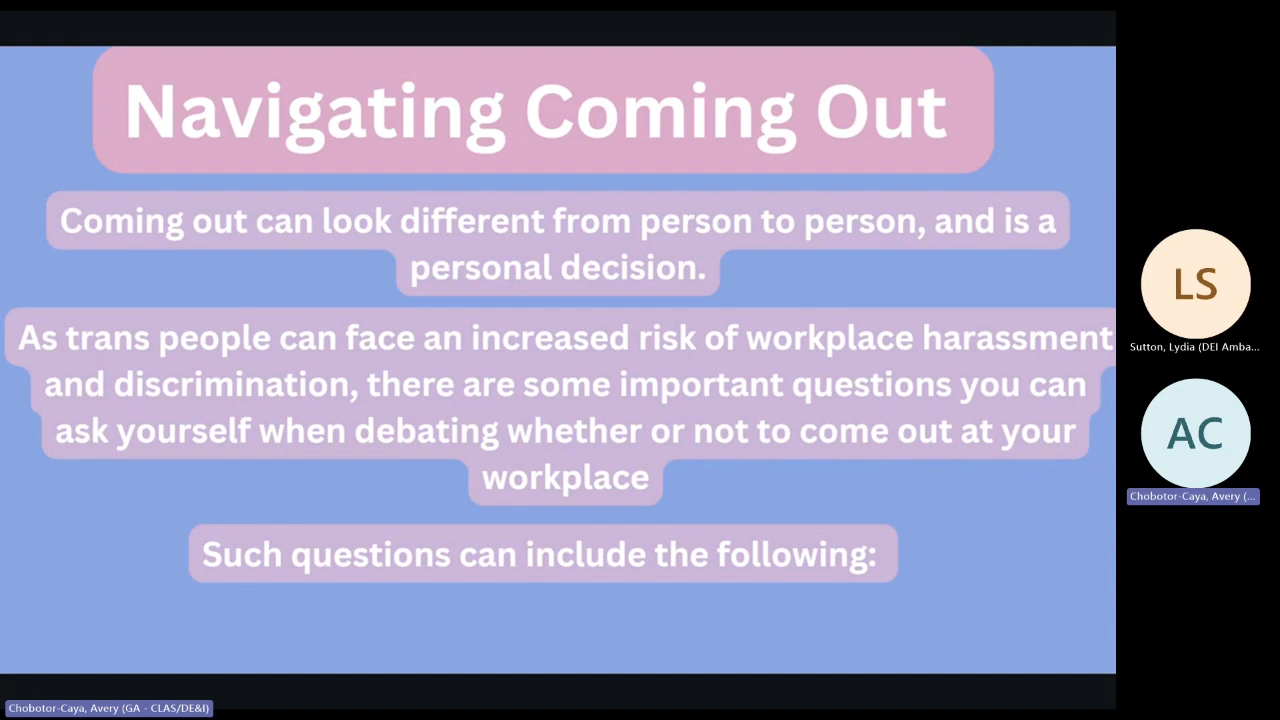 Navigating Coming Out
Coming out can look different from person to person, and is a
personal decision.
As trans people can face an increased risk of workplace harassment
and discrimination, there are some important questions you can
ask yourself when debating whether or not to come out at your
workplace
Such questions can include the following:
LS
Sutton, Lydia (DEI Amba...
AC
Chobotor-Caya, Avery (...
Chobotor-Caya, Avery (GA - CLAS/DE&I)